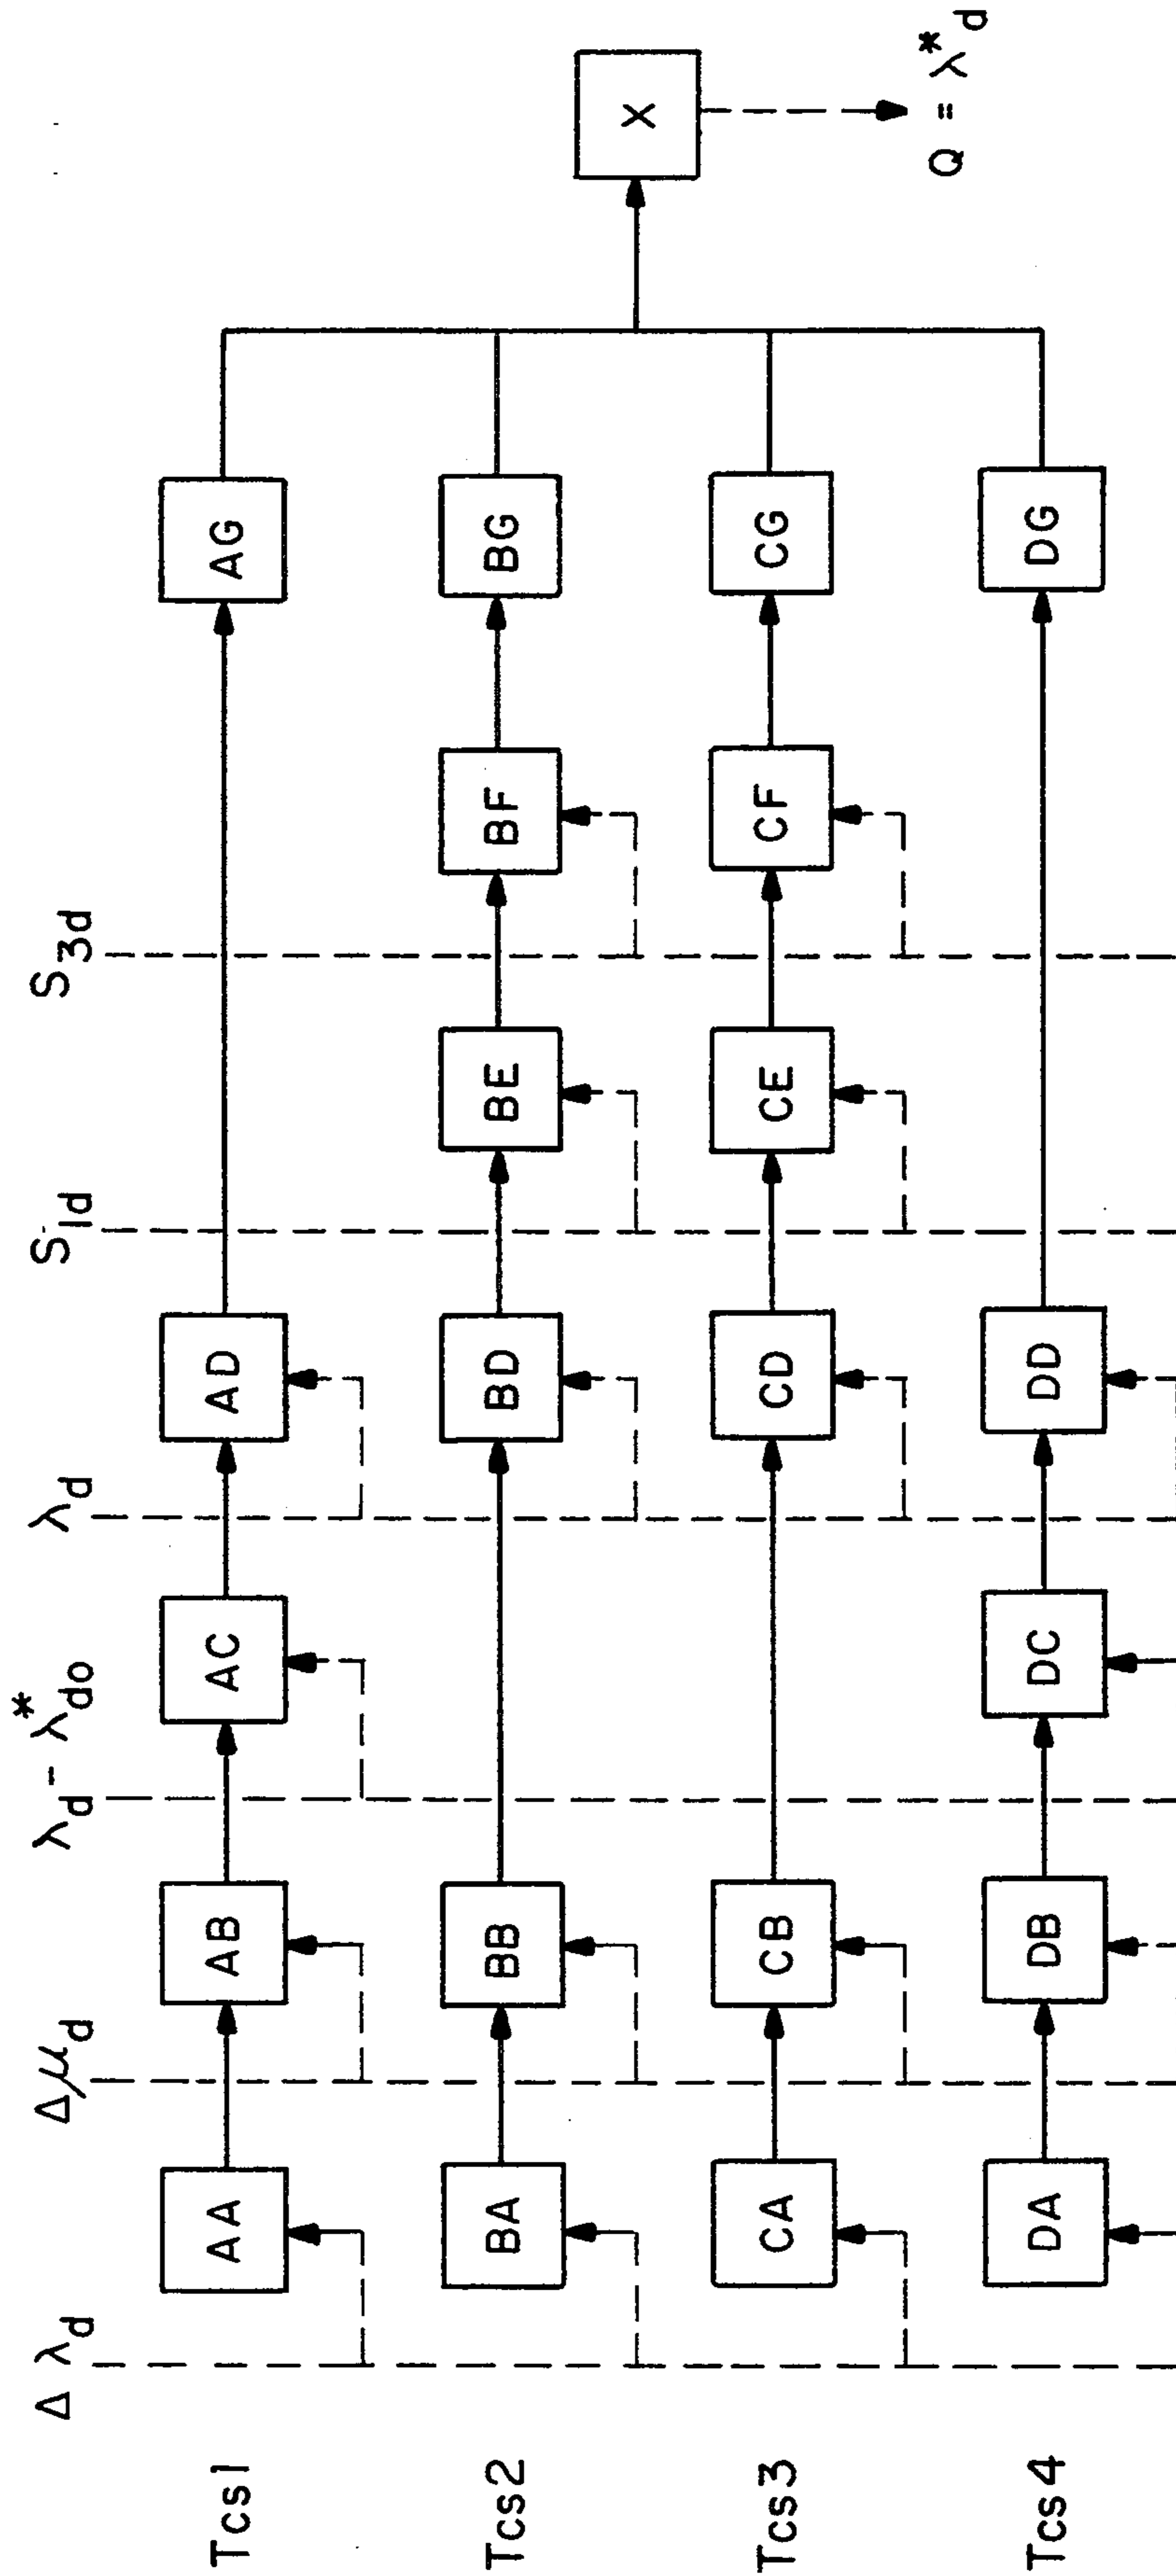 Δ λd Δμd λd - λ*do λd S1d S3d
Tcs1 AA AB AC AD AG
Tcs2 BA BB BD BE BF BG
X
Q = λ*d
Tcs3 CA CB CD CE CF CG
Tcs4 DA DB DC DD DG